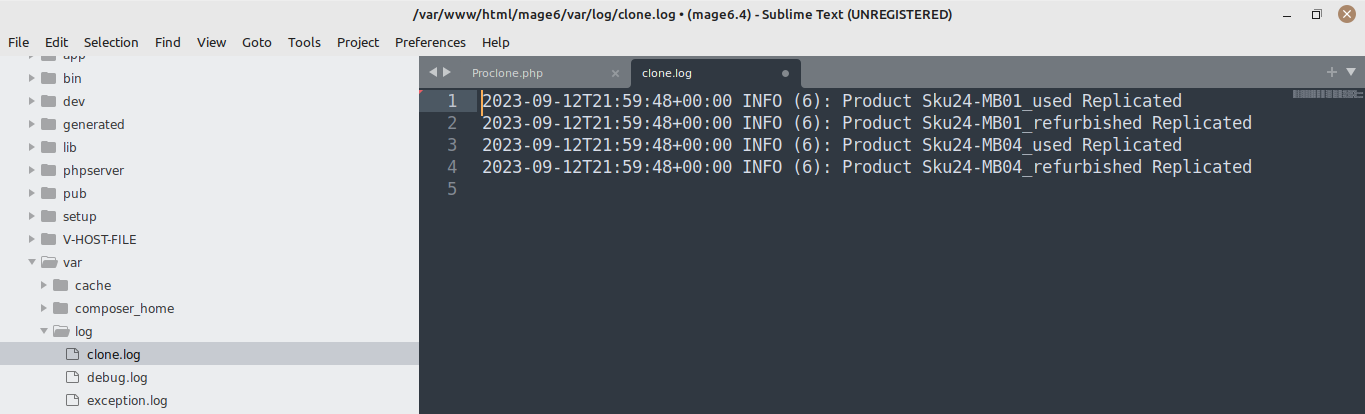 /var/www/html/mage6/var/log/clone.log • (mage6.4) - Sublime Text (UNREGISTERED)
File Edit Selection Find View Goto Tools Project Preferences Help
app
bin
dev
generated
lib
phpserver
pub
setup
V-HOST-FILE
var
cache
composer_home
log
clone.log
debug.log
exception.log
Proclone.php clone.log
1 2023-09-12T21:59:48+00:00 INFO (6): Product Sku24-MB01_used Replicated
2 2023-09-12T21:59:48+00:00 INFO (6): Product Sku24-MB01_refurbished Replicated
3 2023-09-12T21:59:48+00:00 INFO (6): Product Sku24-MB04_used Replicated
4 2023-09-12T21:59:48+00:00 INFO (6): Product Sku24-MB04_refurbished Replicated
5